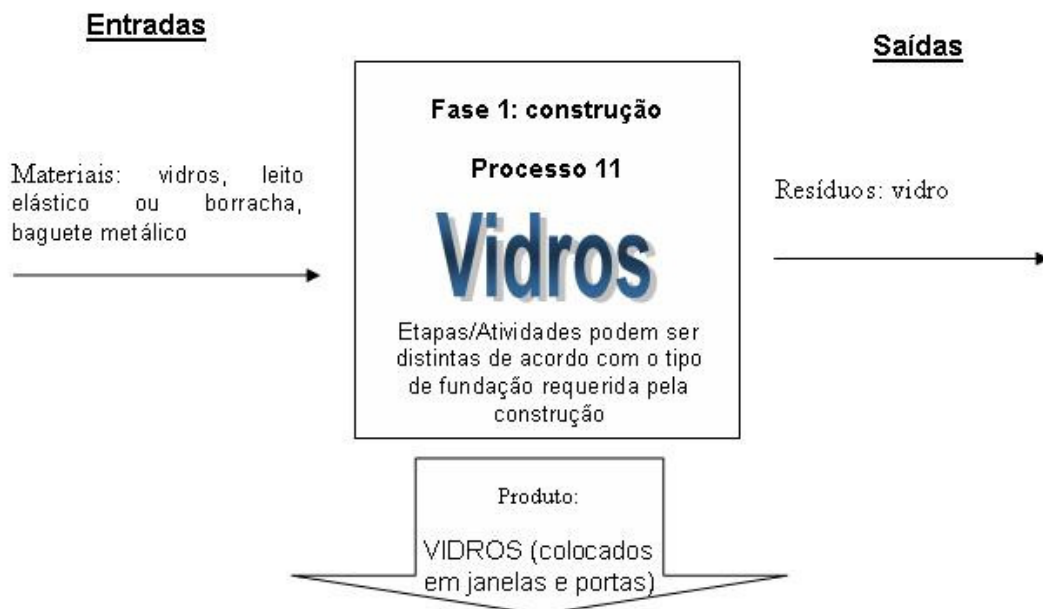 Entradas
Saídas
Fase 1: construção
Processo 11
Materiais: vidros, leito
elástico ou borracha,
baguete metálico
Resíduos: vidro
Vidros
Etapas/Atividades podem ser
distintas de acordo com o tipo
de fundação requerida pela
construção
Produto:
VIDROS (colocados
em janelas e portas)